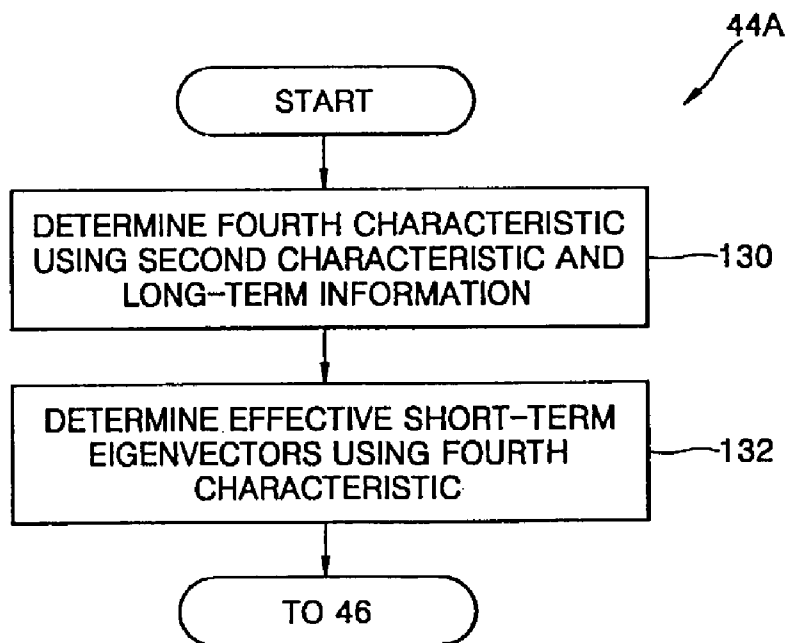 44A
START
DETERMINE FOURTH CHARACTERISTIC
USING SECOND CHARACTERISTIC AND
LONG-TERM INFORMATION
130
DETERMINE EFFECTIVE SHORT-TERM
EIGENVECTORS USING FOURTH
CHARACTERISTIC
132
TO 46